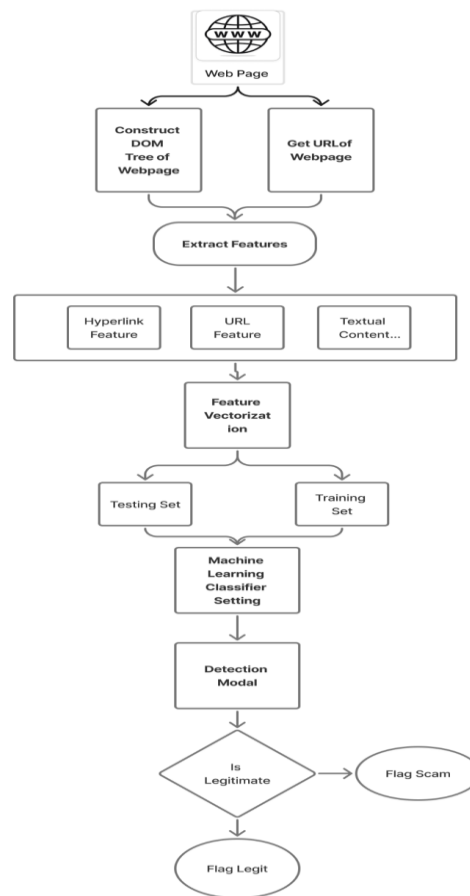 WWW
Web Page
Construct
DOM
Tree of
Webpage
Get URLof
Webpage
Extract Features
Hyperlink
Feature
URL
Feature
Textual
Content...
Feature
Vectorizat
ion
Testing Set
Training
Set
Machine
Learning
Classifier
Setting
Detection
Modal
Is
Legitimate
Flag Scam
Flag Legit